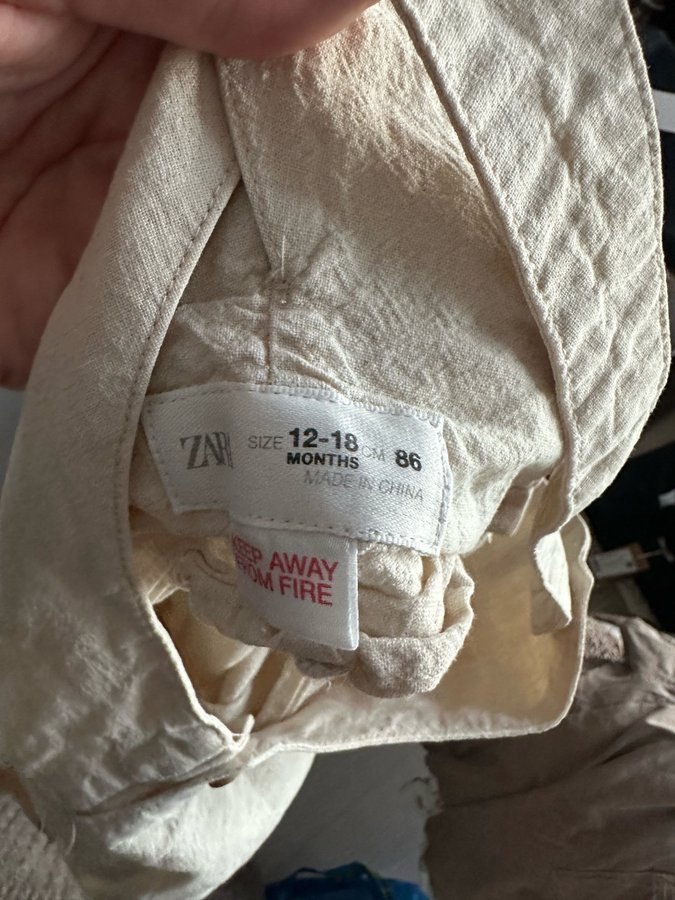 ZARA SIZE 12-18 CM 86
MONTHS
MADE IN CHINA
KEEP AWAY
FROM FIRE